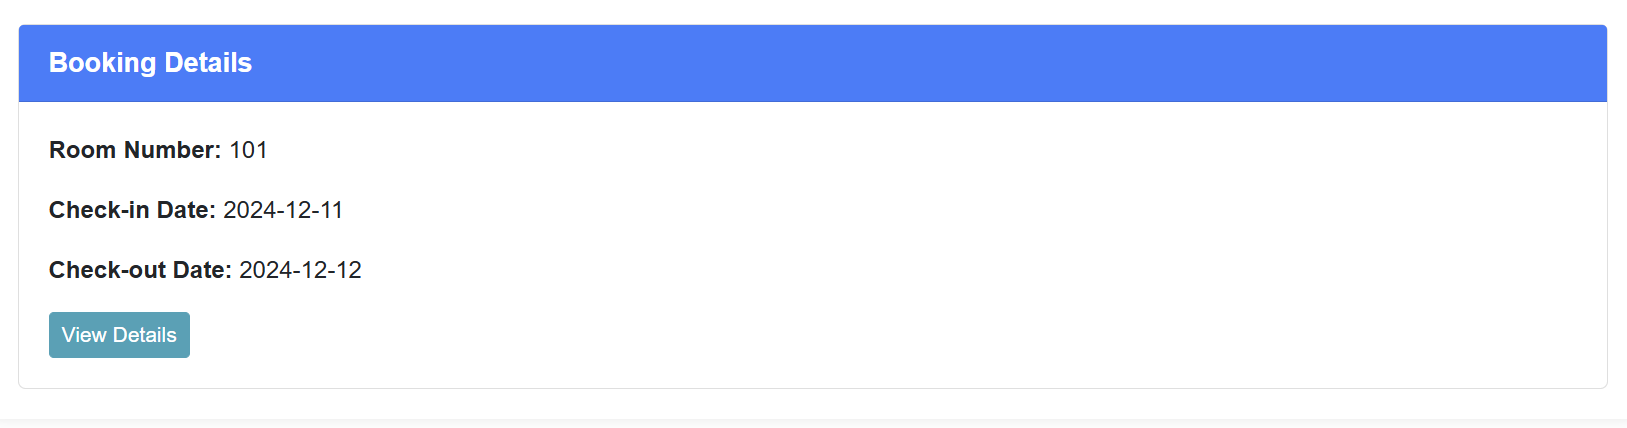 Booking Details
Room Number: 101
Check-in Date: 2024-12-11
Check-out Date: 2024-12-12
View Details